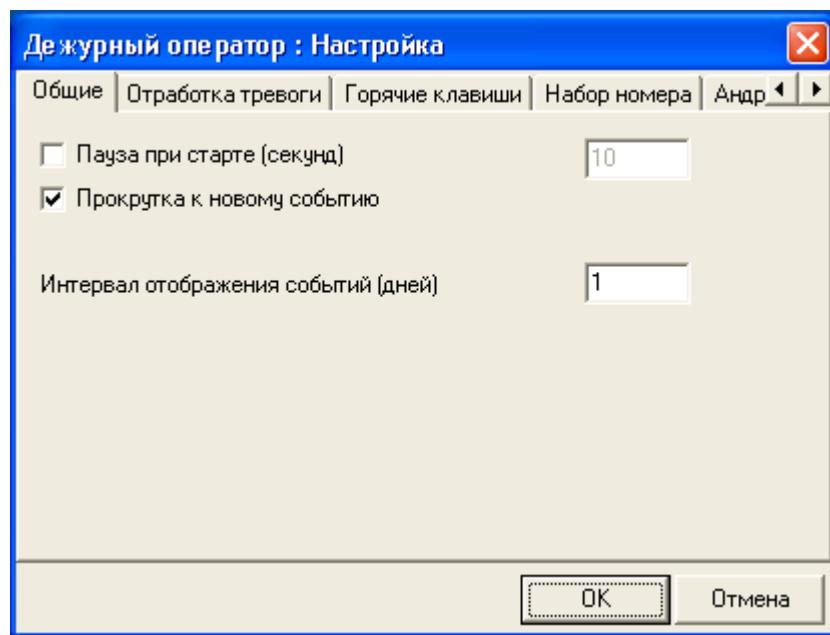 Дежурный оператор : Настройка
Общие Отработка тревоги Горячие клавиши Набор номера Андр
Пауза при старте (секунд) 10
Прокрутка к новому событию
Интервал отображения событий (дней) 1
OK Отмена